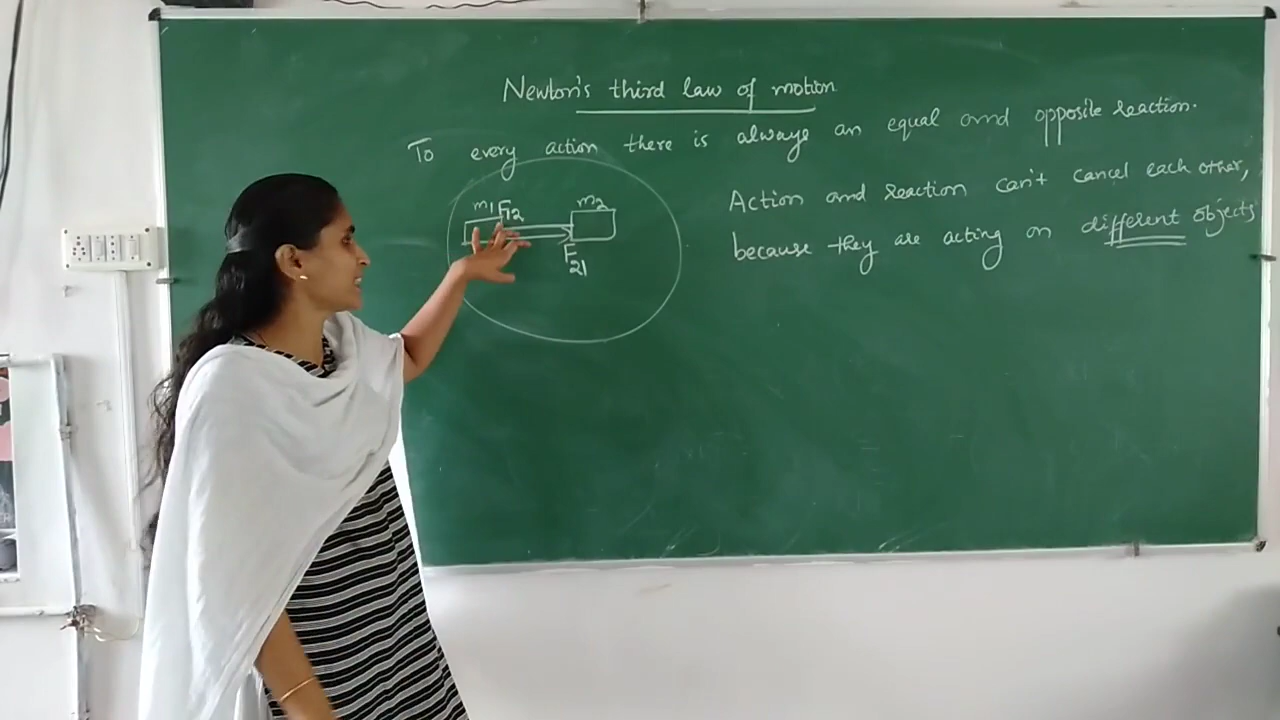 Newton's third law of motion
To every action there is always an equal and opposite reaction.
m1 F12 m2
F21
Action and reaction can't cancel each other,
because they are acting on different objects